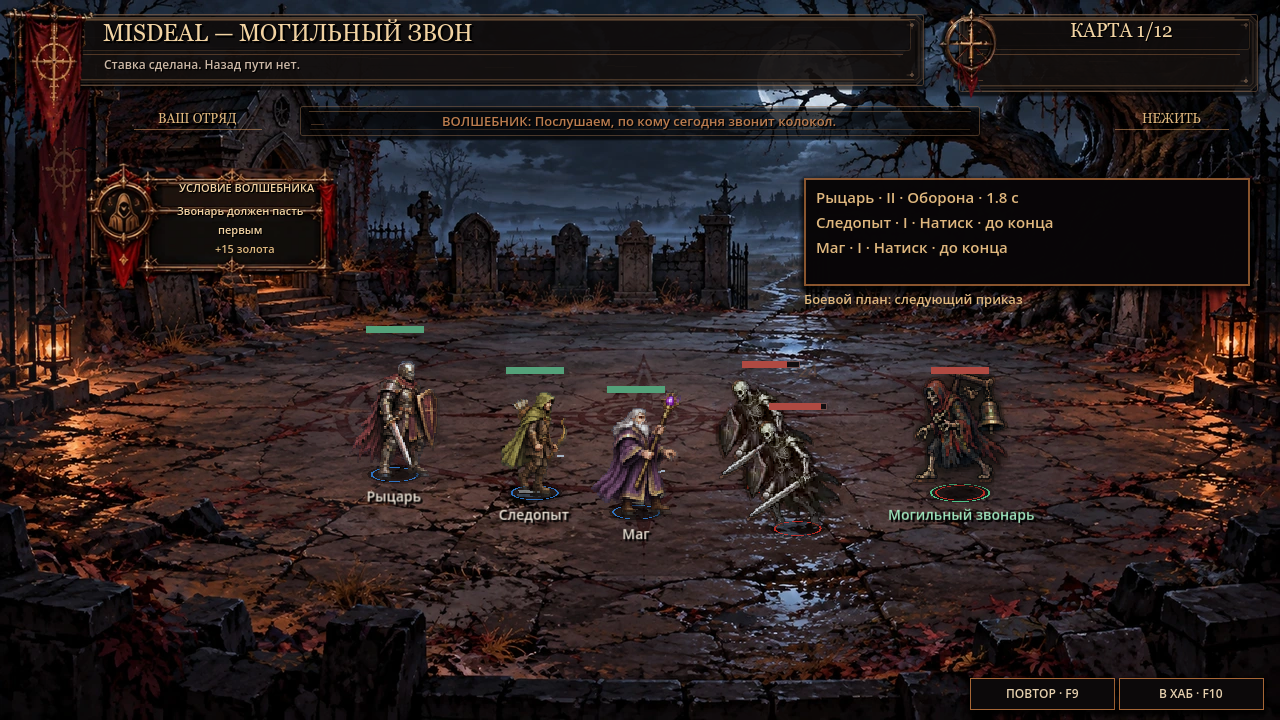 MISDEAL — МОГИЛЬНЫЙ ЗВОН
Ставка сделана. Назад пути нет.
КАРТА 1/12
ВАШ ОТРЯД
ВОЛШЕБНИК: Послушаем, по кому сегодня звонит колокол.
НЕЖИТЬ
УСЛОВИЕ ВОЛШЕБНИКА
Звонарь должен пасть
первым
+15 золота
Рыцарь · II · Оборона · 1.8 с
Следопыт · I · Натиск · до конца
Маг · I · Натиск · до конца
Боевой план: следующий приказ
Рыцарь
Следопыт
Маг
Могильный звонарь
ПОВТОР · F9
В ХАБ · F10